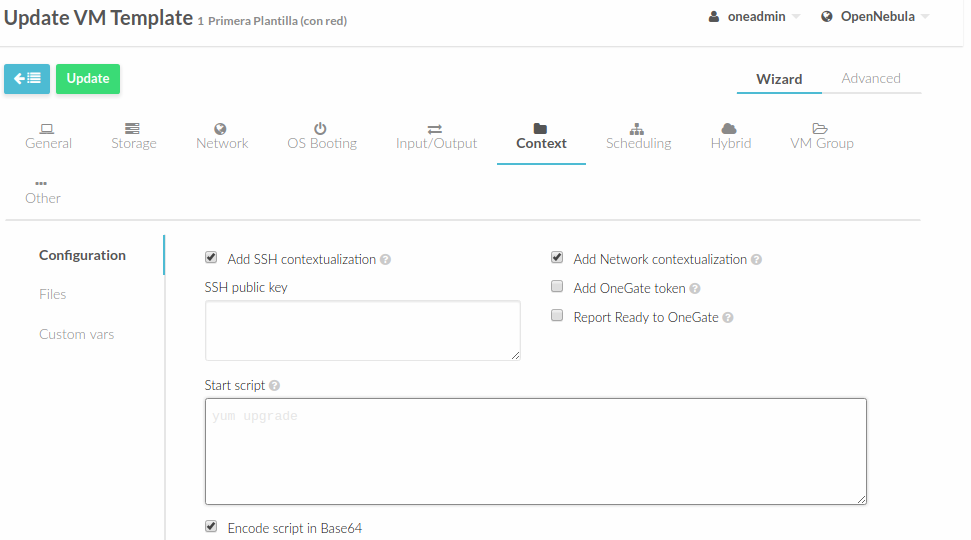 Update VM Template 1 Primera Plantilla (con red) oneadmin OpenNebula
Update Wizard Advanced
General Storage Network OS Booting Input/Output Context Scheduling Hybrid VM Group
Other
Configuration
Files
Custom vars
Add SSH contextualization ?
SSH public key
Add Network contextualization ?
Add OneGate token ?
Report Ready to OneGate ?
Start script ?
yum upgrade
Encode script in Base64